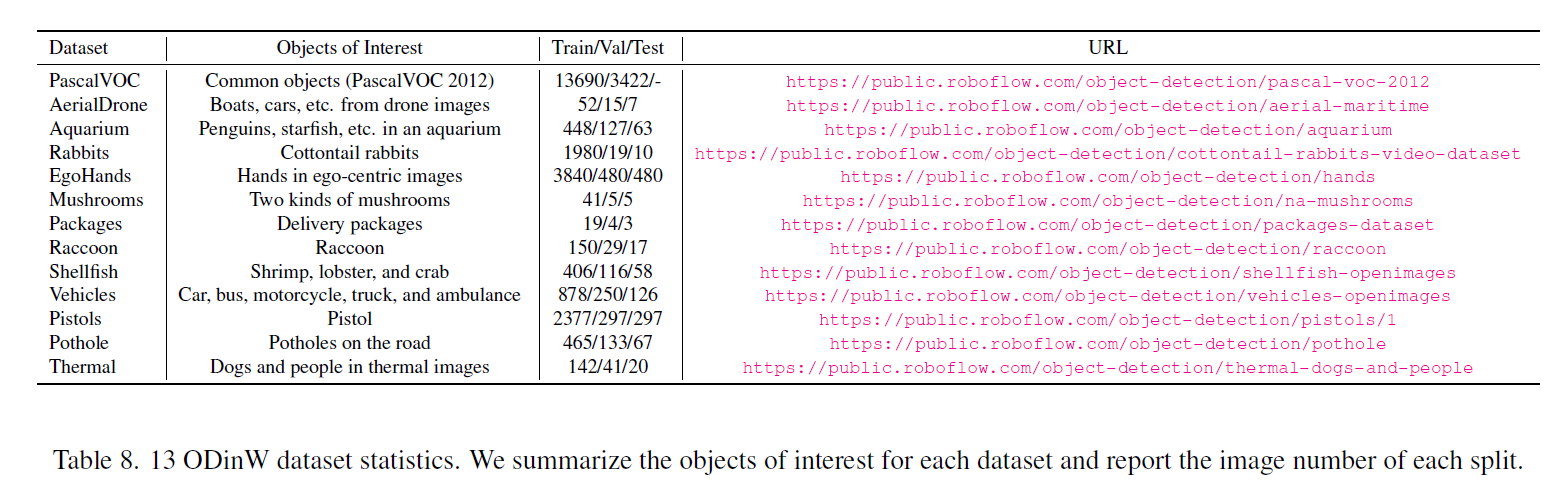 Dataset Objects of Interest Train/Val/Test URL
PascalVOC Common objects (PascalVOC 2012) 13690/3422/- https://public.roboflow.com/object-detection/pascal-voc-2012
AerialDrone Boats, cars, etc. from drone images 52/15/7 https://public.roboflow.com/object-detection/aerial-maritime
Aquarium Penguins, starfish, etc. in an aquarium 448/127/63 https://public.roboflow.com/object-detection/aquarium
Rabbits Cottontail rabbits 1980/19/10 https://public.roboflow.com/object-detection/cottontail-rabbits-video-dataset
EgoHands Hands in ego-centric images 3840/480/480 https://public.roboflow.com/object-detection/hands
Mushrooms Two kinds of mushrooms 41/5/5 https://public.roboflow.com/object-detection/na-mushrooms
Packages Delivery packages 19/4/3 https://public.roboflow.com/object-detection/packages-dataset
Raccoon Raccoon 150/29/17 https://public.roboflow.com/object-detection/raccoon
Shellfish Shrimp, lobster, and crab 406/116/58 https://public.roboflow.com/object-detection/shellfish-openimages
Vehicles Car, bus, motorcycle, truck, and ambulance 878/250/126 https://public.roboflow.com/object-detection/vehicles-openimages
Pistols Pistol 2377/297/297 https://public.roboflow.com/object-detection/pistols/1
Pothole Potholes on the road 465/133/67 https://public.roboflow.com/object-detection/pothole
Thermal Dogs and people in thermal images 142/41/20 https://public.roboflow.com/object-detection/thermal-dogs-and-people
Table 8. 13 ODinW dataset statistics. We summarize the objects of interest for each dataset and report the image number of each split.